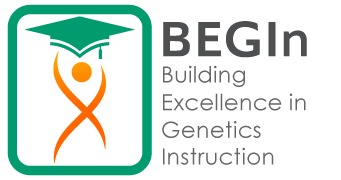 BEGIn
Building
Excellence in
Genetics
Instruction